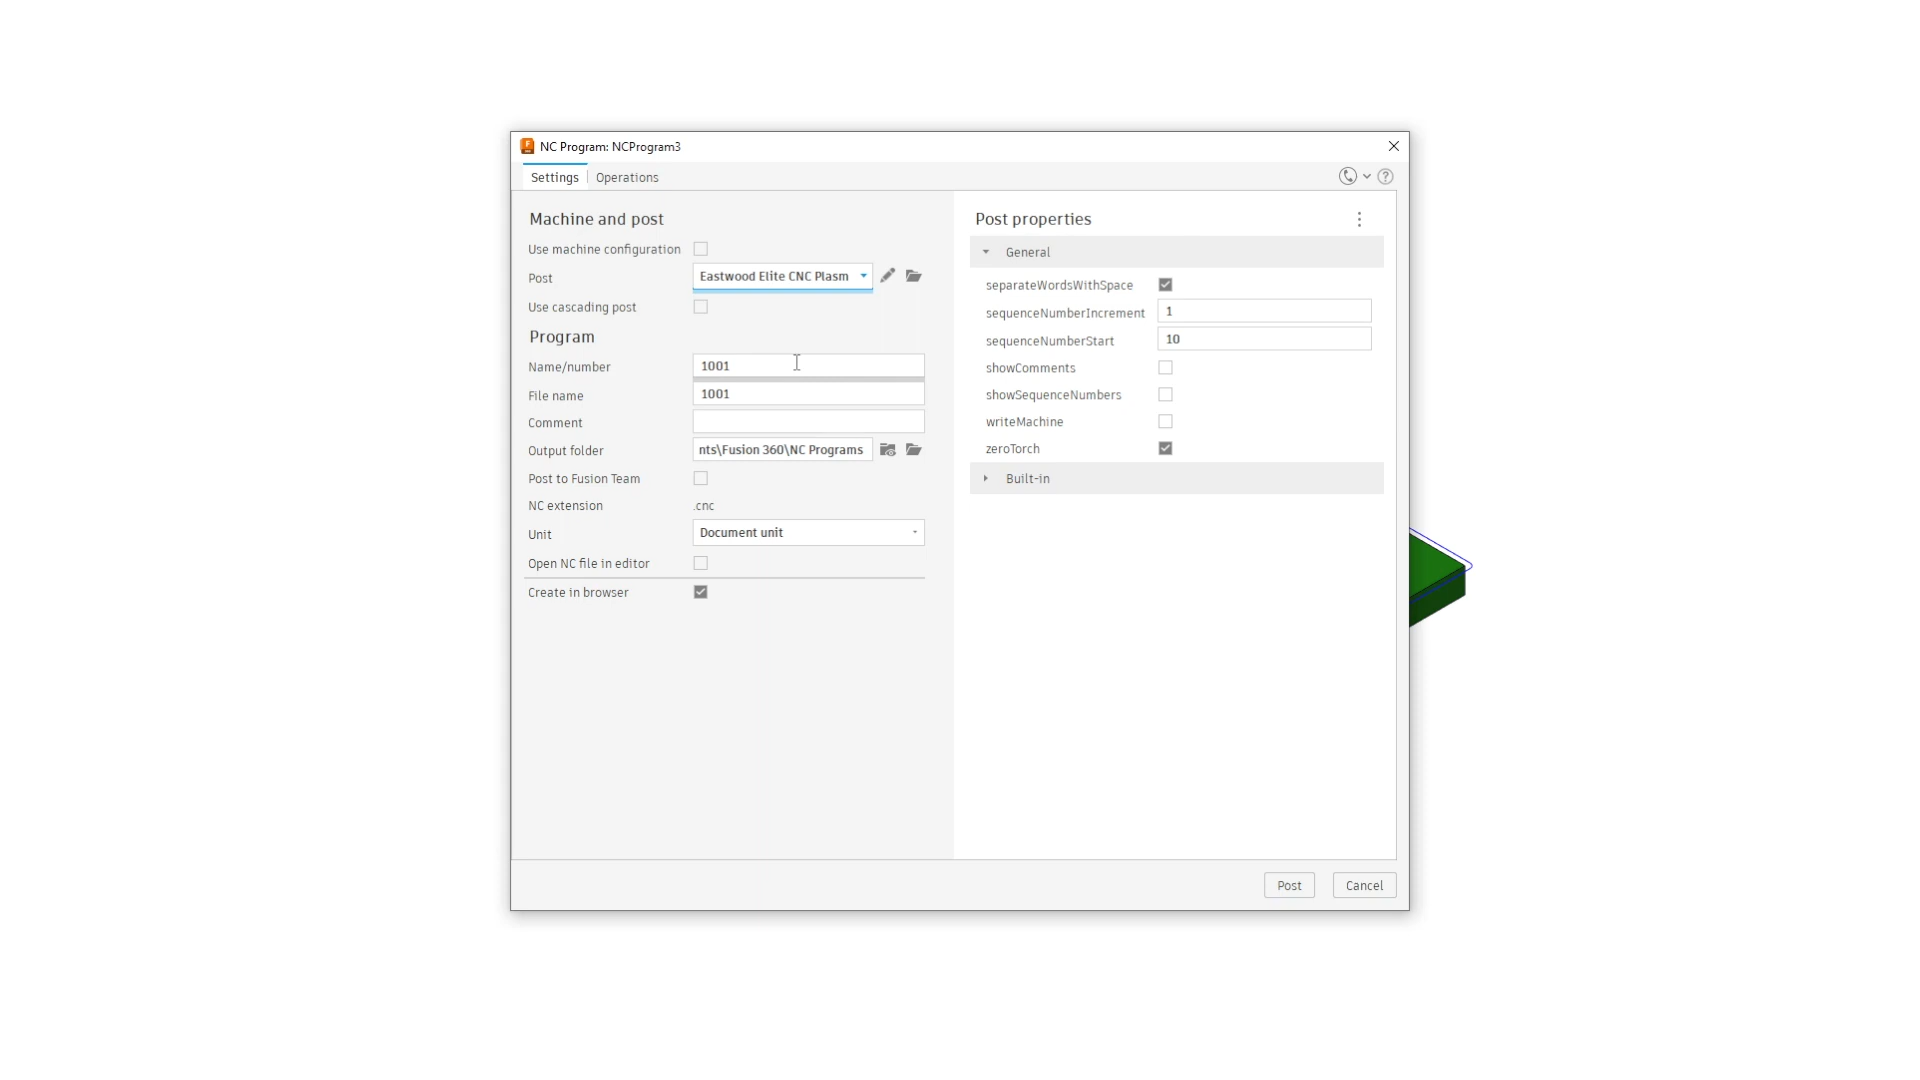 NC Program: NCProgram3
Settings
Operations
Machine and post
Use machine configuration
Post
Eastwood Elite CNC Plasm
Use cascading post
Program
Name/number
1001
File name
1001
Comment
Output folder
nts\Fusion 360\NC Programs
Post to Fusion Team
NC extension
.cnc
Unit
Document unit
Open NC file in editor
Create in browser
Post properties
General
separateWordsWithSpace
sequenceNumberIncrement
1
sequenceNumberStart
10
showComments
showSequenceNumbers
writeMachine
zeroTorch
Built-in
Post
Cancel